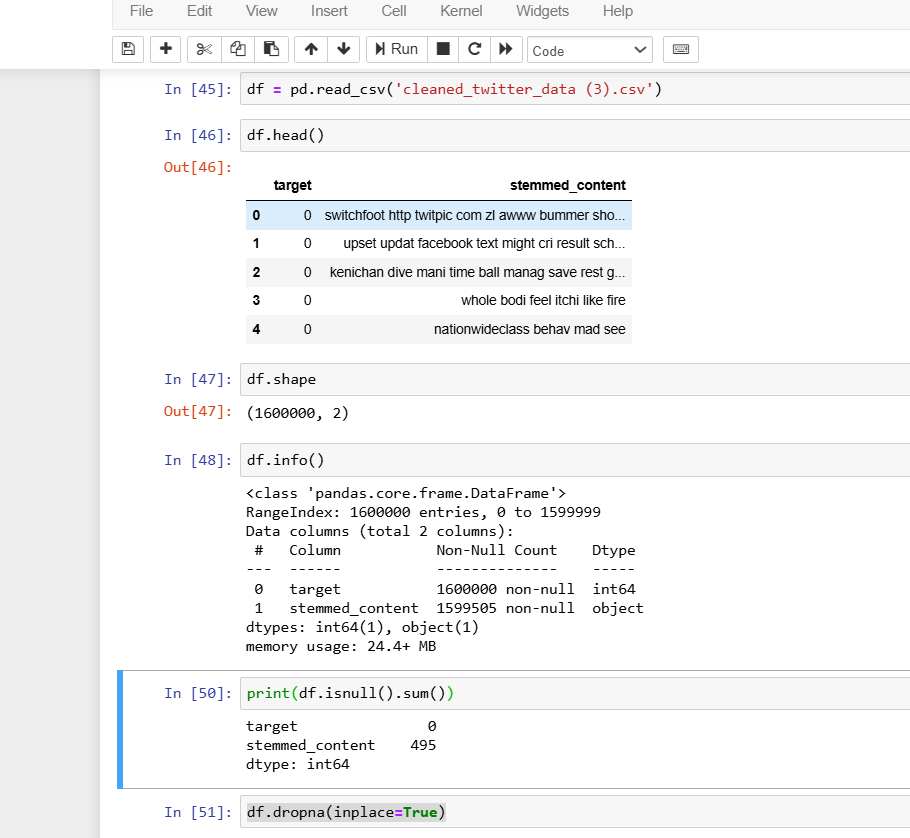 File Edit View Insert Cell Kernel Widgets Help
Run Code
In [45]: df = pd.read_csv('cleaned_twitter_data (3).csv')
In [46]: df.head()
Out[46]:
target stemmed_content
0 0 switchfoot http twitpic com zl awww bummer sho...
1 0 upset updat facebook text might cri result sch...
2 0 kenichan dive mani time ball manag save rest g...
3 0 whole bodi feel itchi like fire
4 0 nationwideclass behav mad see
In [47]: df.shape
Out[47]: (1600000, 2)
In [48]: df.info()
<class 'pandas.core.frame.DataFrame'>
RangeIndex: 1600000 entries, 0 to 1599999
Data columns (total 2 columns):
# Column Non-Null Count Dtype
--- ------ -------------- -----
0 target 1600000 non-null int64
1 stemmed_content 1599505 non-null object
dtypes: int64(1), object(1)
memory usage: 24.4+ MB
In [50]: print(df.isnull().sum())
target 0
stemmed_content 495
dtype: int64
In [51]: df.dropna(inplace=True)